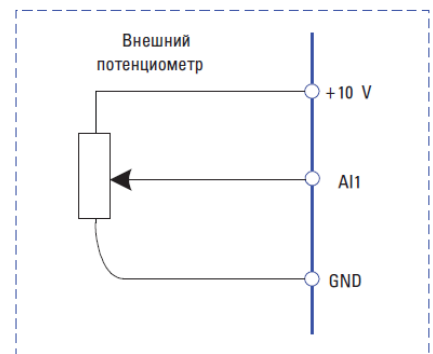 Внешний
потенциометр
+10 V
AI1
GND